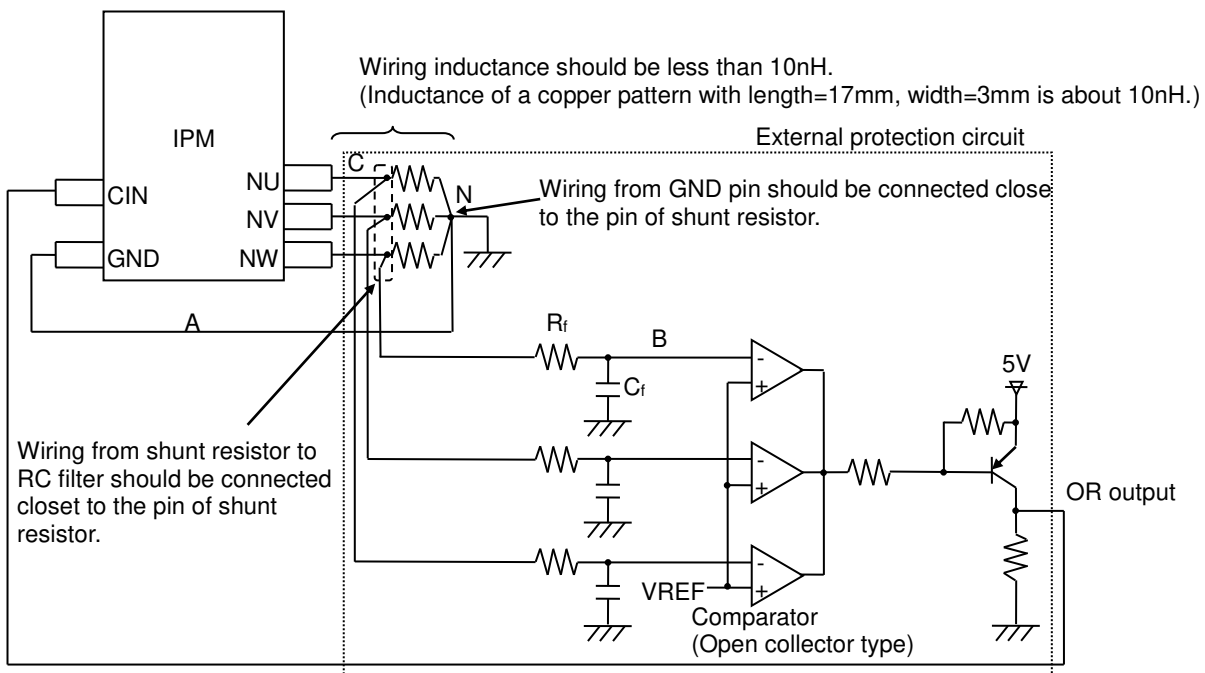 Wiring inductance should be less than 10nH.
(Inductance of a copper pattern with length=17mm, width=3mm is about 10nH.)
IPM
External protection circuit
C
NU
CIN
N
Wiring from GND pin should be connected close
to the pin of shunt resistor.
NV
GND
NW
A
Rf
B
-
+
Cf
5V
Wiring from shunt resistor to
RC filter should be connected
closet to the pin of shunt
resistor.
-
+
OR output
-
+
VREF
Comparator
(Open collector type)